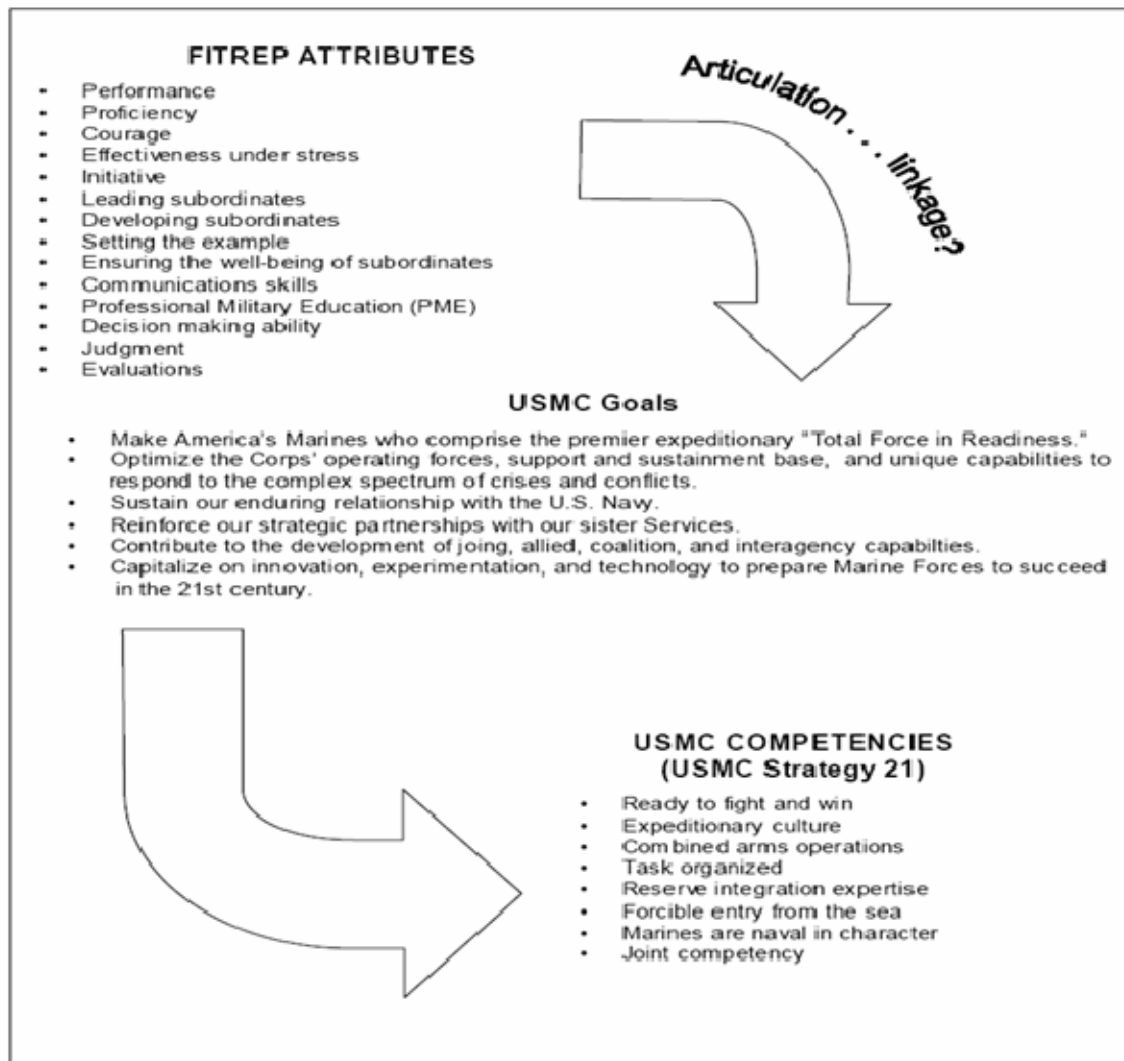 FITREP ATTRIBUTES
• Performance
• Proficiency
• Courage
• Effectiveness under stress
• Initiative
• Leading subordinates
• Developing subordinates
• Setting the example
• Ensuring the well-being of subordinates
• Communications skills
• Professional Military Education (PME)
• Decision making ability
• Judgment
• Evaluations
Articulation . . . linkage?
USMC Goals
• Make America's Marines who comprise the premier expeditionary "Total Force in Readiness."
• Optimize the Corps' operating forces, support and sustainment base, and unique capabilities to
respond to the complex spectrum of crises and conflicts.
• Sustain our enduring relationship with the U.S. Navy.
• Reinforce our strategic partnerships with our sister Services.
• Contribute to the development of joing, allied, coalition, and interagency capabilties.
• Capitalize on innovation, experimentation, and technology to prepare Marine Forces to succeed
in the 21st century.
USMC COMPETENCIES
(USMC Strategy 21)
• Ready to fight and win
• Expeditionary culture
• Combined arms operations
• Task organized
• Reserve integration expertise
• Forcible entry from the sea
• Marines are naval in character
• Joint competency